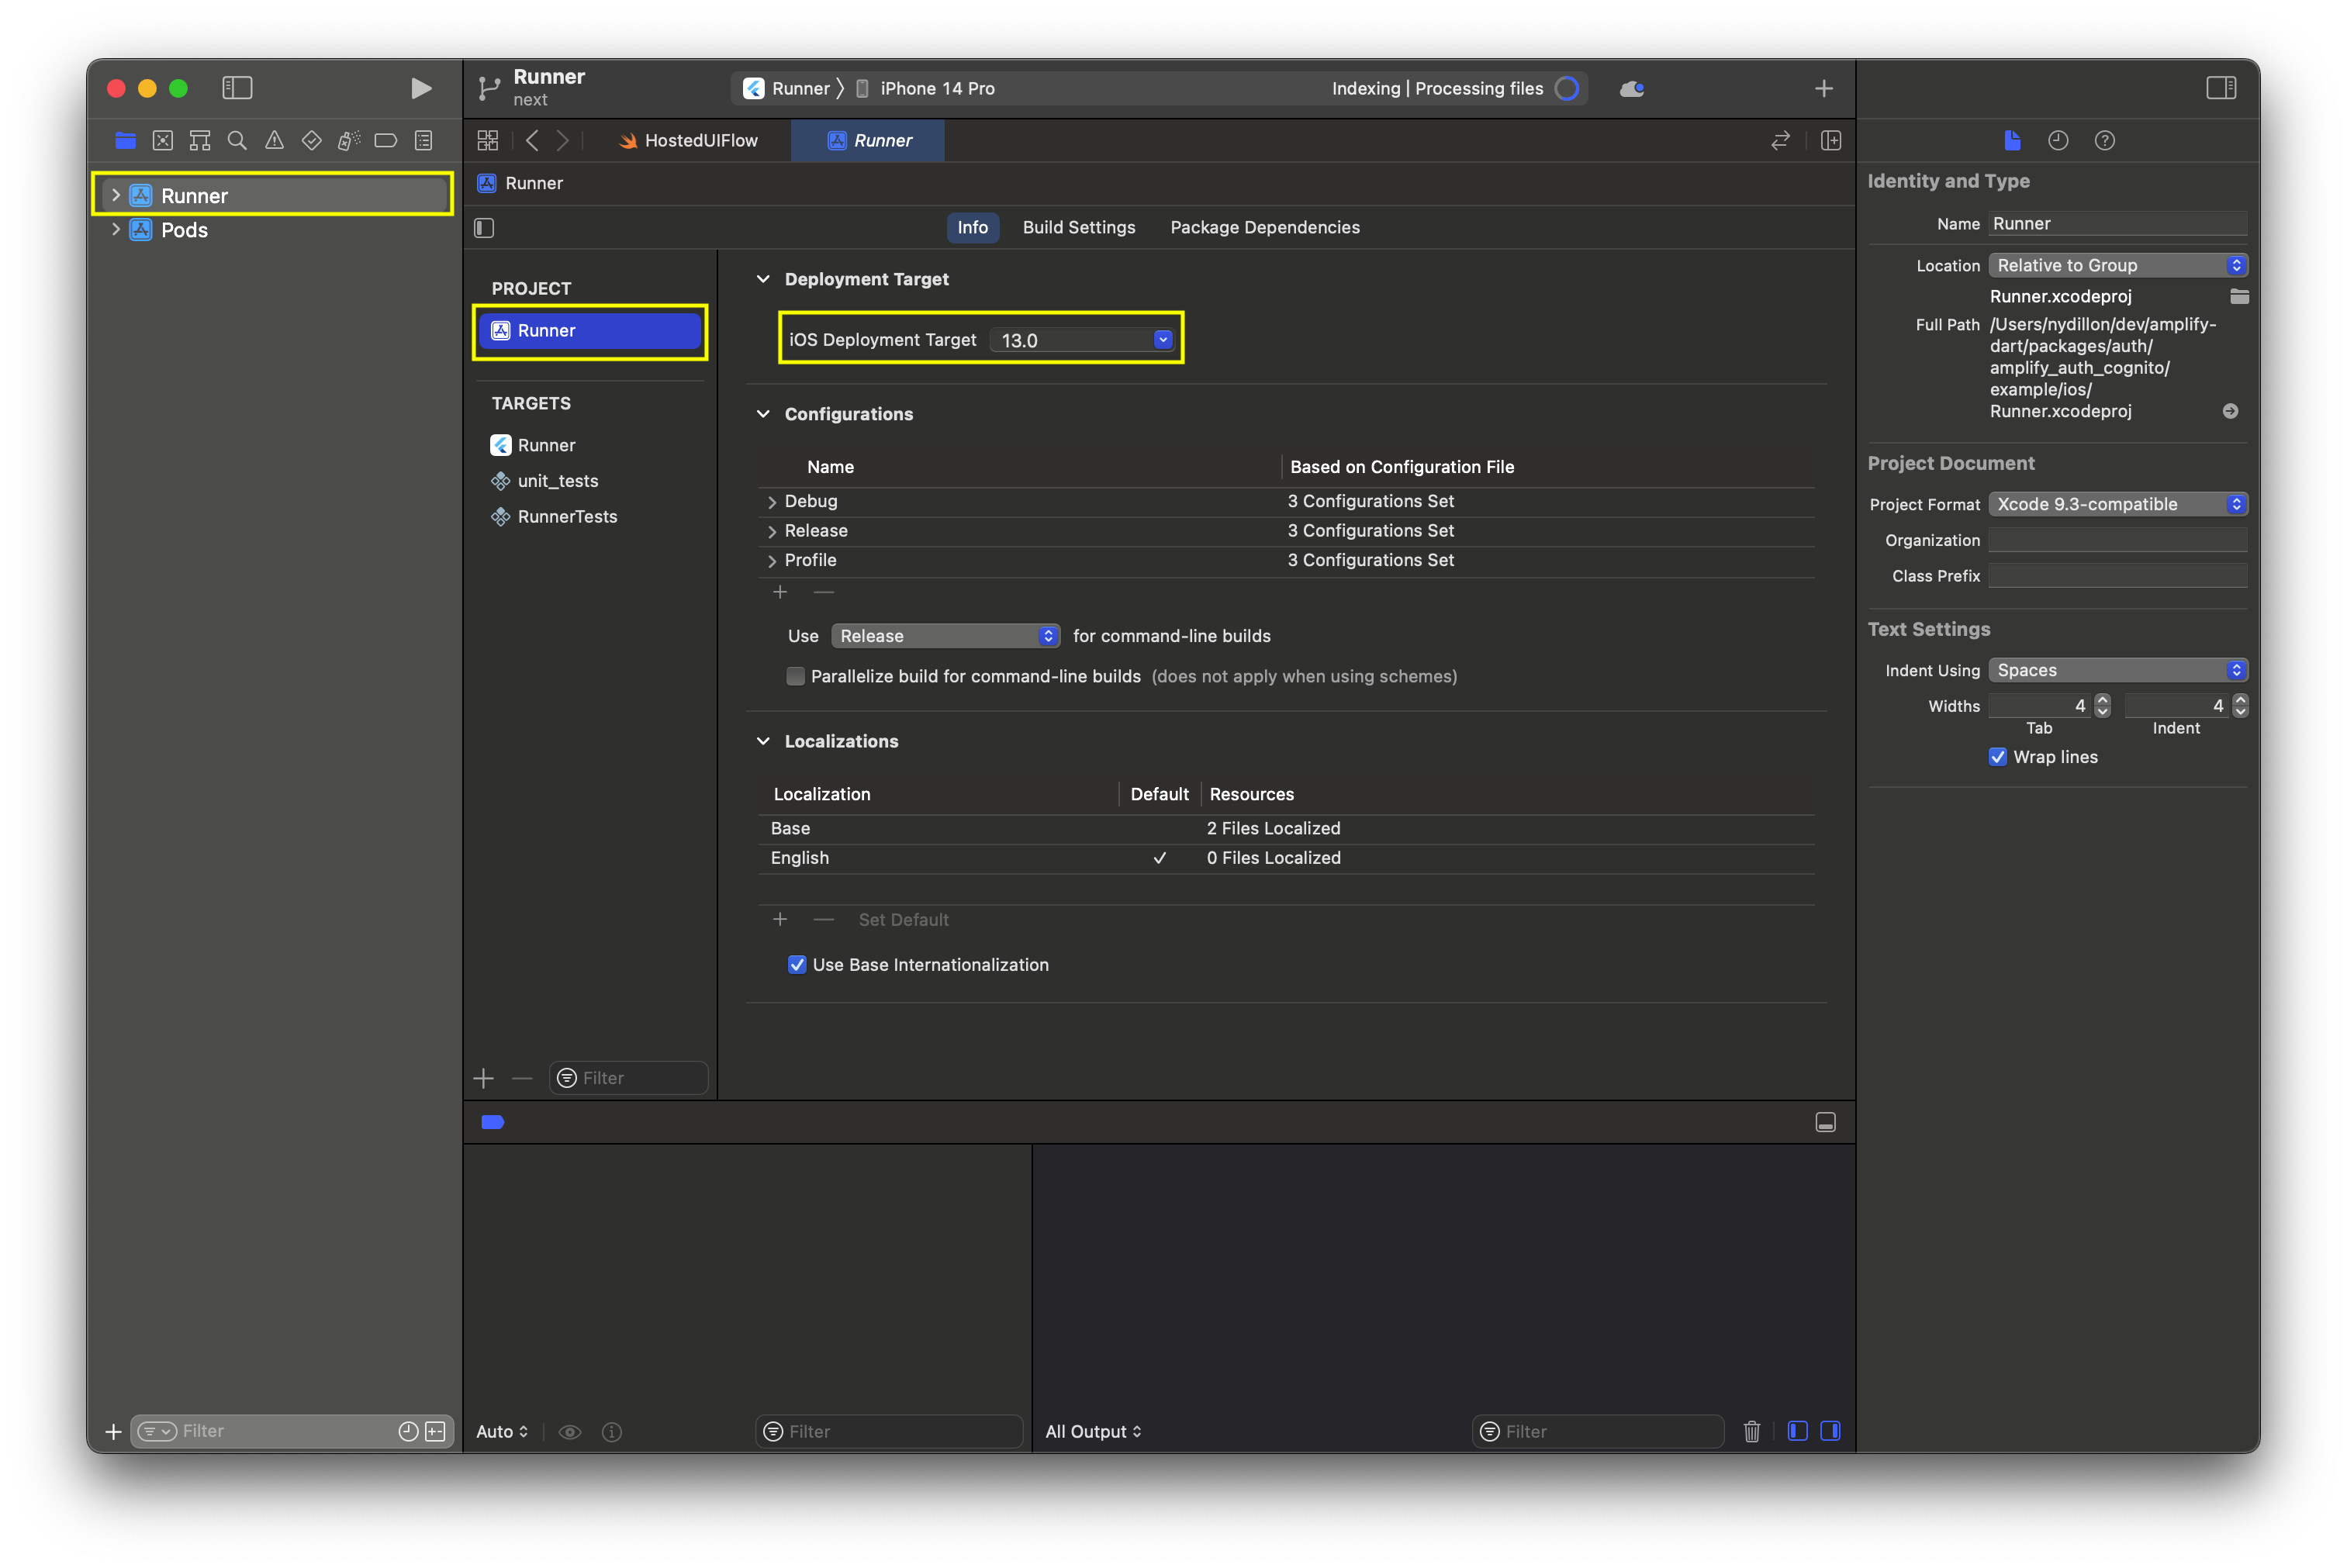 Runner
next
Runner
iPhone 14 Pro
Indexing | Processing files
HostedUIFlow
Runner
Runner
Pods
Runner
Info
Build Settings
Package Dependencies
PROJECT
Runner
TARGETS
Runner
unit_tests
RunnerTests
Filter
Deployment Target
iOS Deployment Target 13.0
Configurations
Name Based on Configuration File
Debug 3 Configurations Set
Release 3 Configurations Set
Profile 3 Configurations Set
Use Release for command-line builds
Parallelize build for command-line builds (does not apply when using schemes)
Localizations
Localization Default Resources
Base 2 Files Localized
English 0 Files Localized
Set Default
Use Base Internationalization
Identity and Type
Name Runner
Location Relative to Group
Runner.xcodeproj
Full Path /Users/nydillon/dev/amplify-
dart/packages/auth/
amplify_auth_cognito/
example/ios/
Runner.xcodeproj
Project Document
Project Format Xcode 9.3-compatible
Organization
Class Prefix
Text Settings
Indent Using Spaces
Widths 4 4
Tab Indent
Wrap lines
Filter
Auto
Filter
All Output
Filter